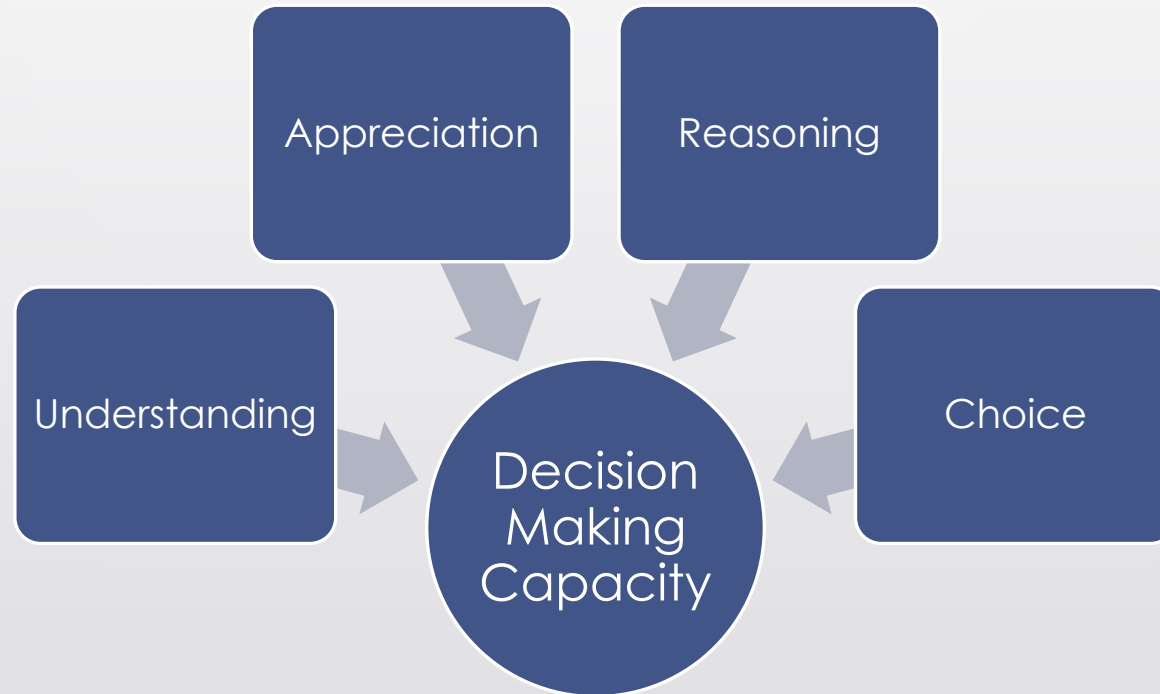 Appreciation
Reasoning
Understanding
Choice
Decision
Making
Capacity